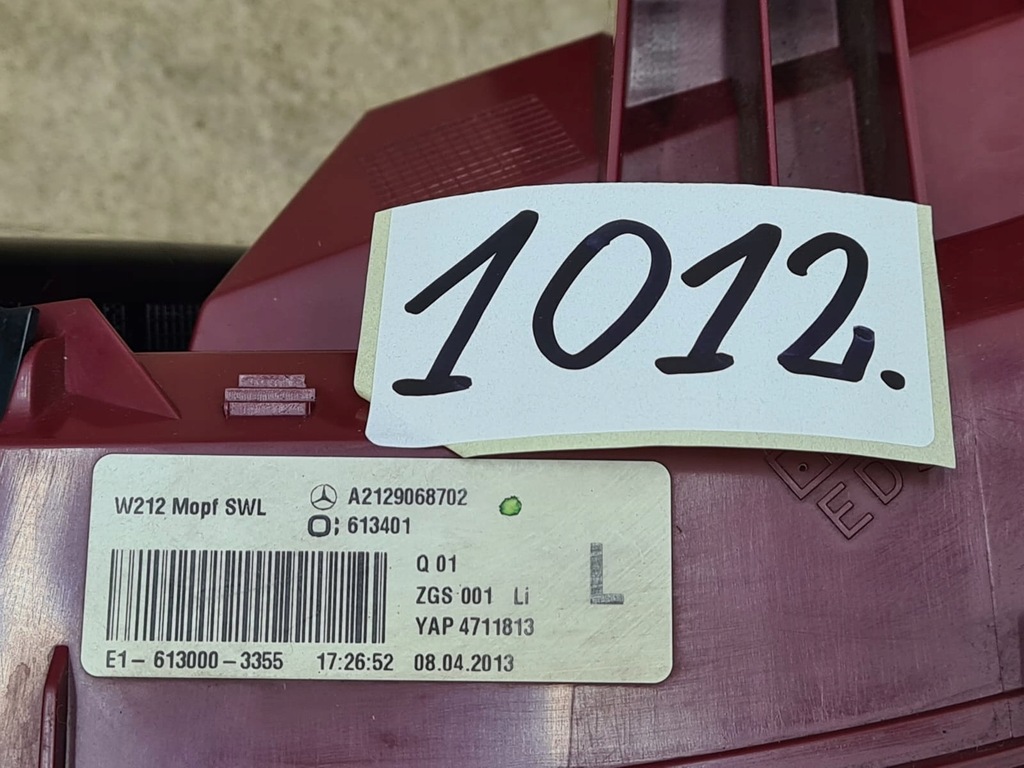 1012.
W212 Mopf SWL
A2129068702
613401
Q 01
ZGS 001 Li
L
YAP 4711813
E1-613000-3355 17:26:52 08.04.2013